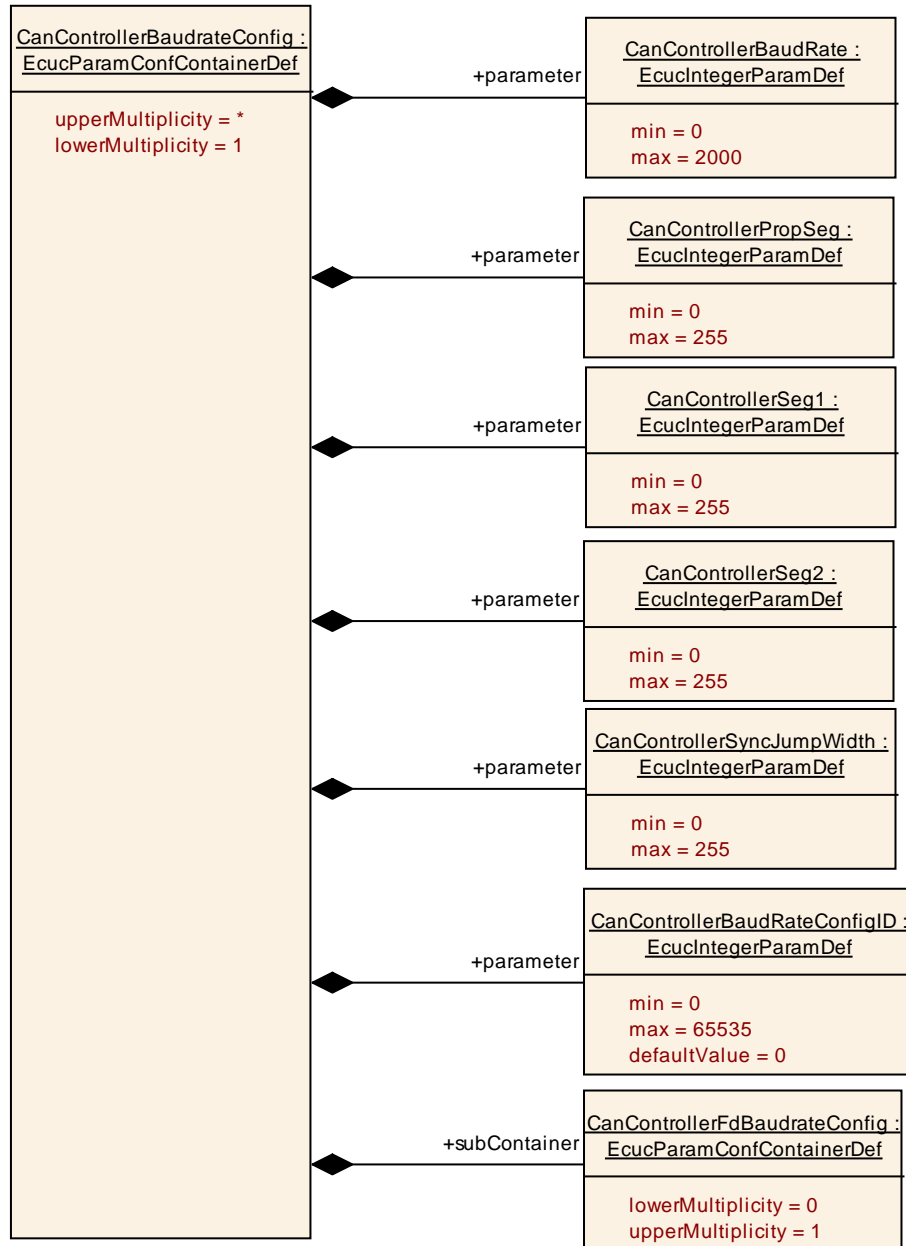 CanControllerBaudrateConfig :
EcucParamConfContainerDef
upperMultiplicity = *
lowerMultiplicity = 1
+parameter
CanControllerBaudRate :
EcucIntegerParamDef
min = 0
max = 2000
+parameter
CanControllerPropSeg :
EcucIntegerParamDef
min = 0
max = 255
+parameter
CanControllerSeg1 :
EcucIntegerParamDef
min = 0
max = 255
+parameter
CanControllerSeg2 :
EcucIntegerParamDef
min = 0
max = 255
+parameter
CanControllerSyncJumpWidth :
EcucIntegerParamDef
min = 0
max = 255
+parameter
CanControllerBaudRateConfigID :
EcucIntegerParamDef
min = 0
max = 65535
defaultValue = 0
+subContainer
CanControllerFdBaudrateConfig :
EcucParamConfContainerDef
lowerMultiplicity = 0
upperMultiplicity = 1